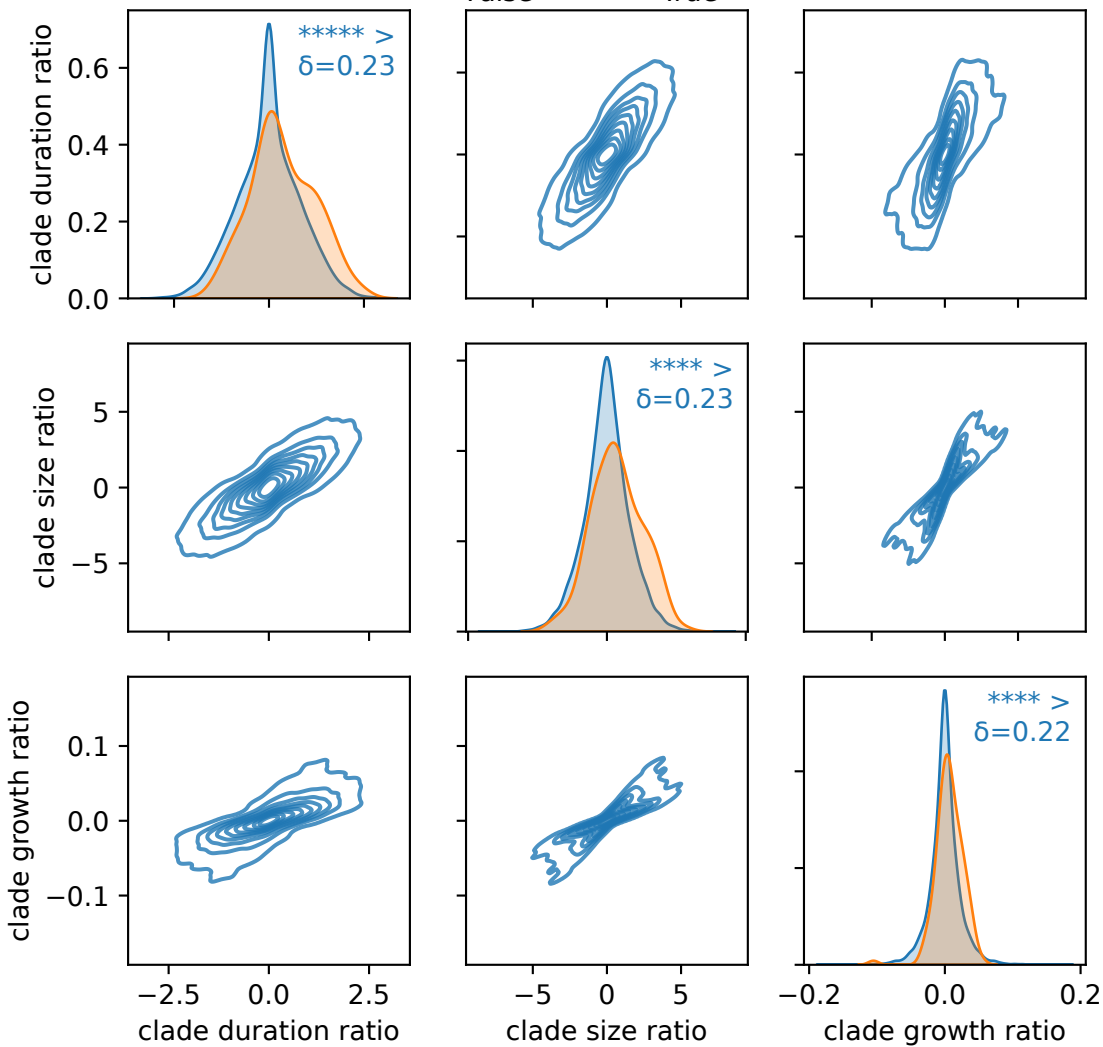 clade duration ratio
0.6
0.4
0.2
0.0
***** >
δ=0.23
clade size ratio
5
0
−5
**** >
δ=0.23
clade growth ratio
0.1
0.0
−0.1
**** >
δ=0.22
−2.5 0.0 2.5
−5 0 5
−0.2 0.0 0.2
clade duration ratio
clade size ratio
clade growth ratio